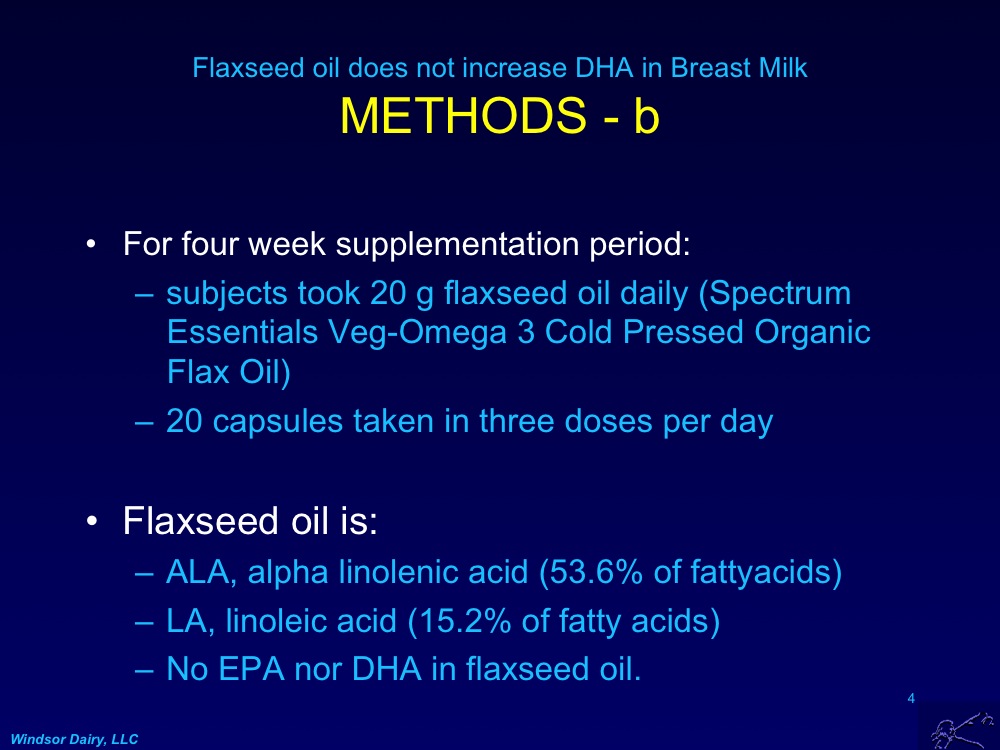 Flaxseed oil does not increase DHA in Breast Milk
METHODS - b
• For four week supplementation period:
– subjects took 20 g flaxseed oil daily (Spectrum
Essentials Veg-Omega 3 Cold Pressed Organic
Flax Oil)
– 20 capsules taken in three doses per day
• Flaxseed oil is:
– ALA, alpha linolenic acid (53.6% of fattyacids)
– LA, linoleic acid (15.2% of fatty acids)
– No EPA nor DHA in flaxseed oil.
4
Windsor Dairy, LLC